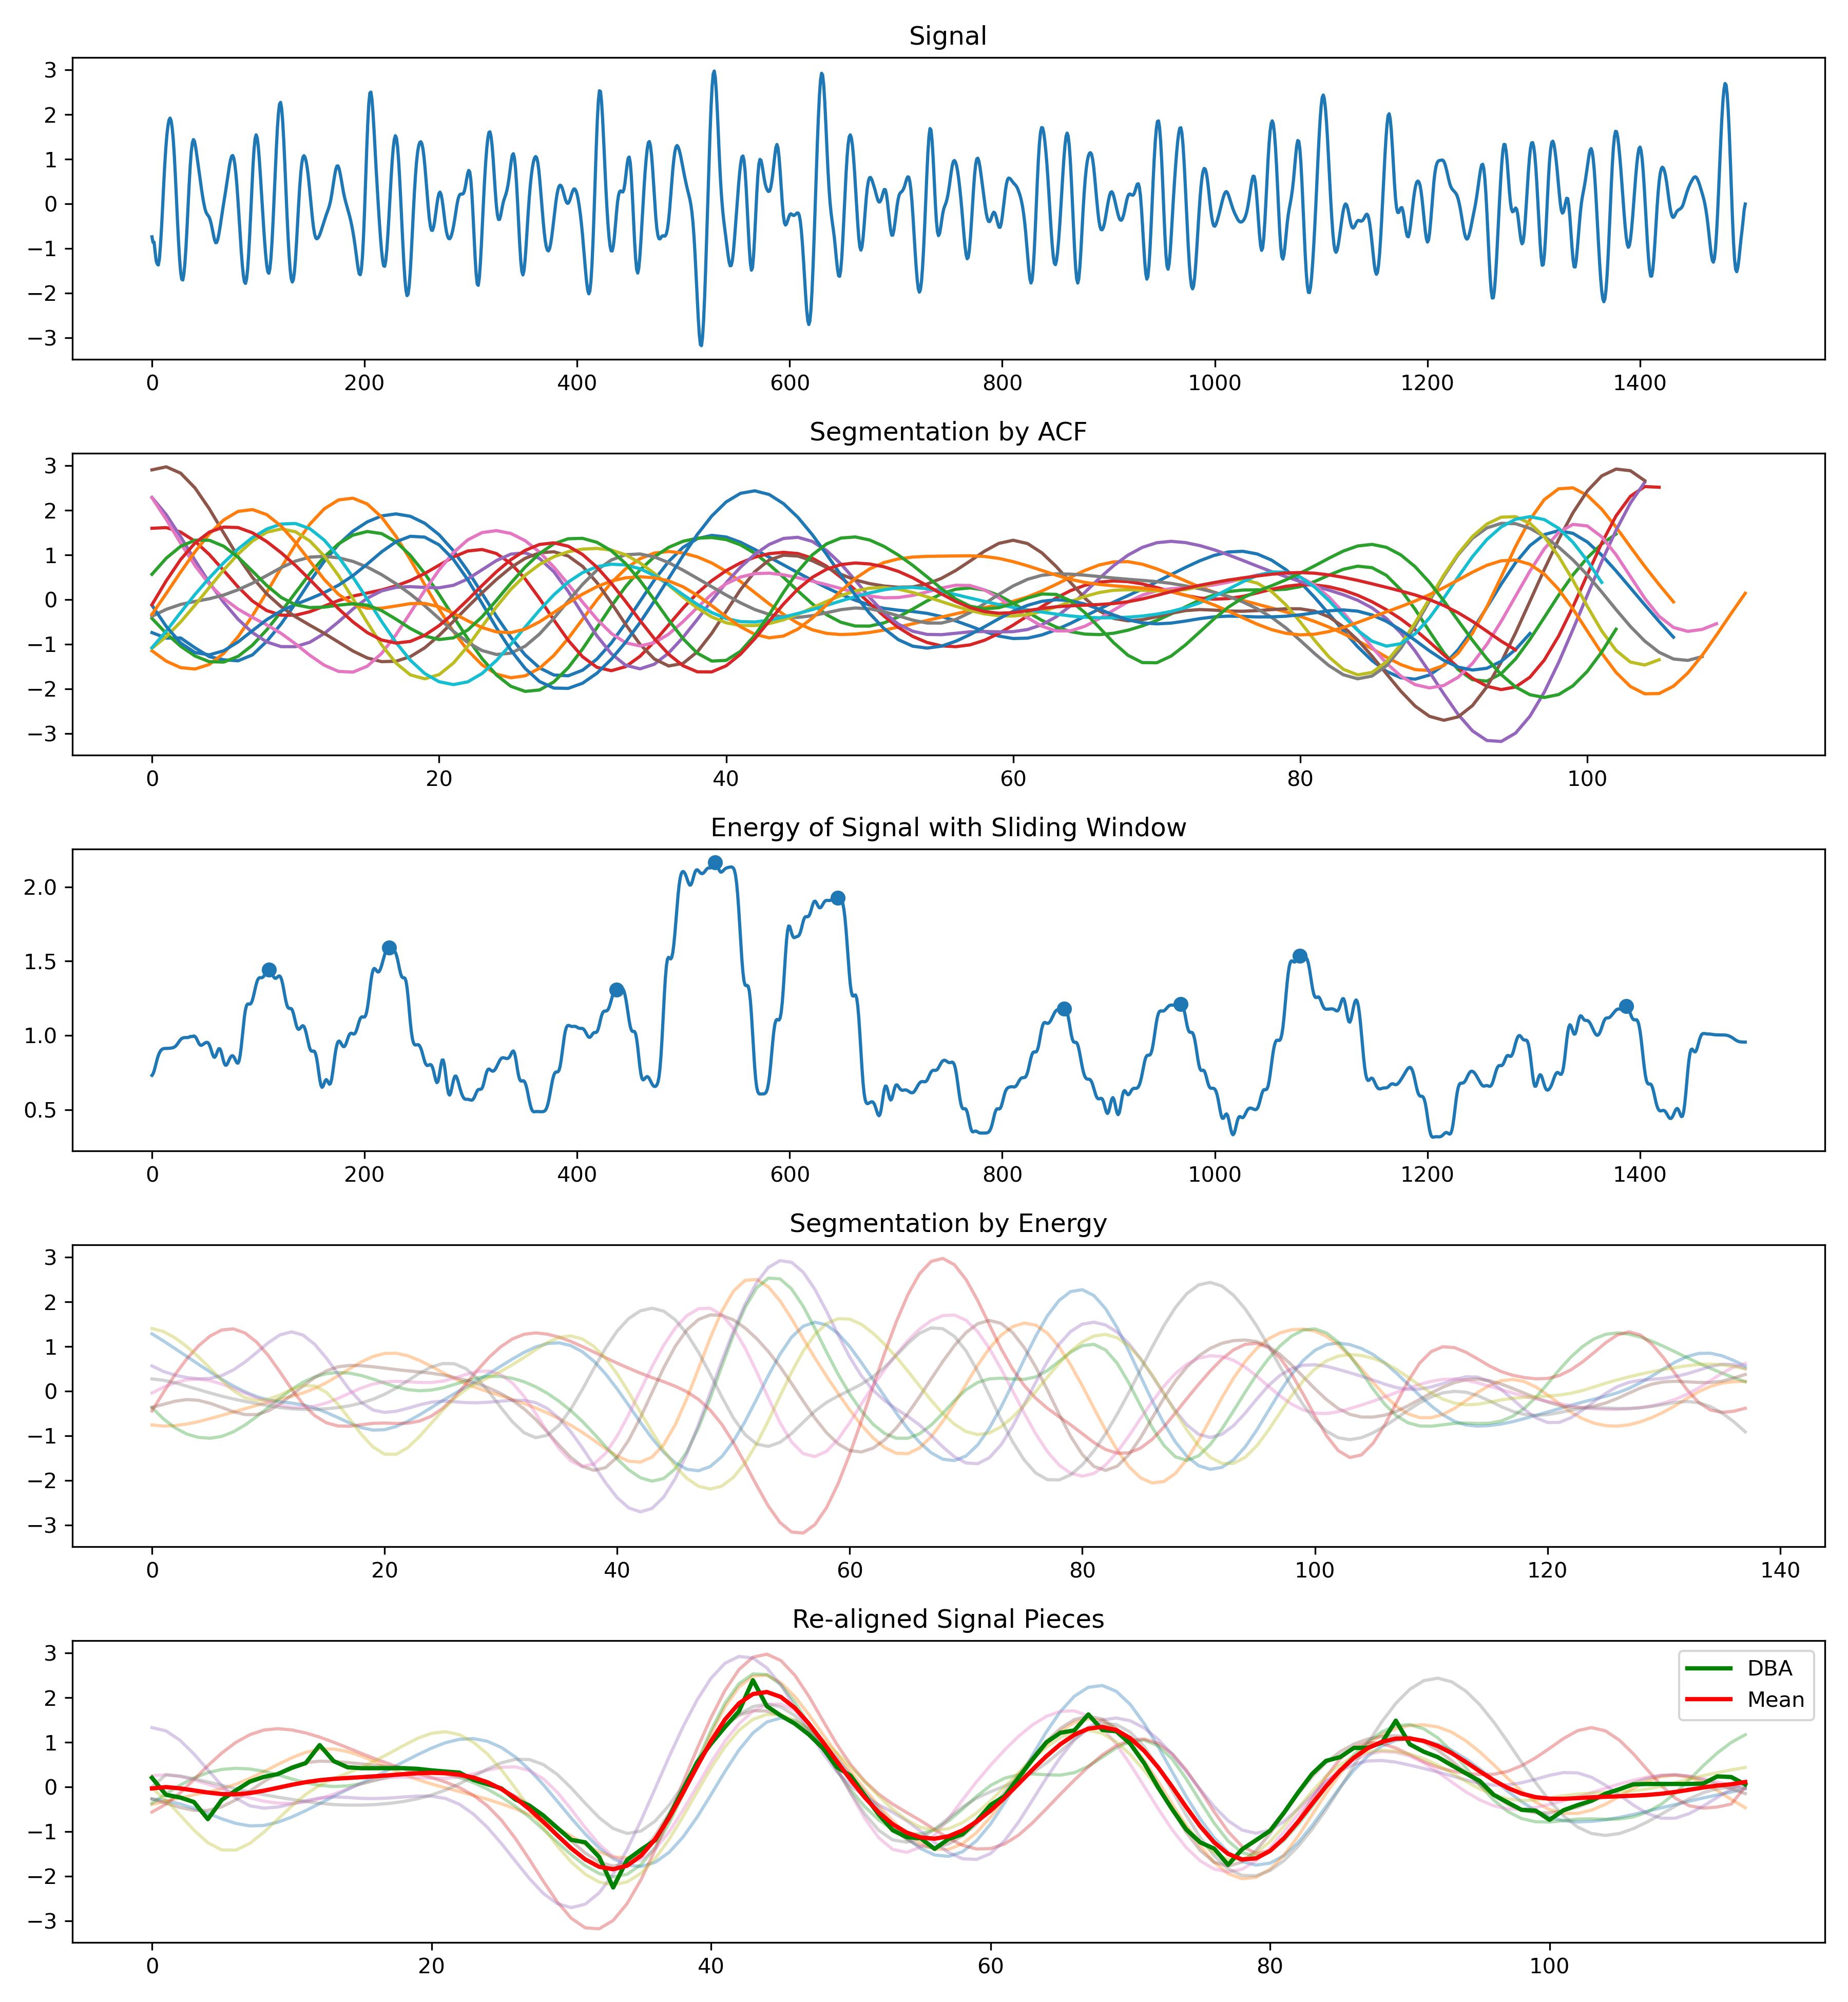 Signal
3
2
1
0
−1
−2
−3
0 200 400 600 800 1000 1200 1400
Segmentation by ACF
3
2
1
0
−1
−2
−3
0 20 40 60 80 100
Energy of Signal with Sliding Window
2.0
1.5
1.0
0.5
0 200 400 600 800 1000 1200 1400
Segmentation by Energy
3
2
1
0
−1
−2
−3
0 20 40 60 80 100 120 140
Re-aligned Signal Pieces
3
2
1
0
−1
−2
−3
DBA
Mean
0 20 40 60 80 100